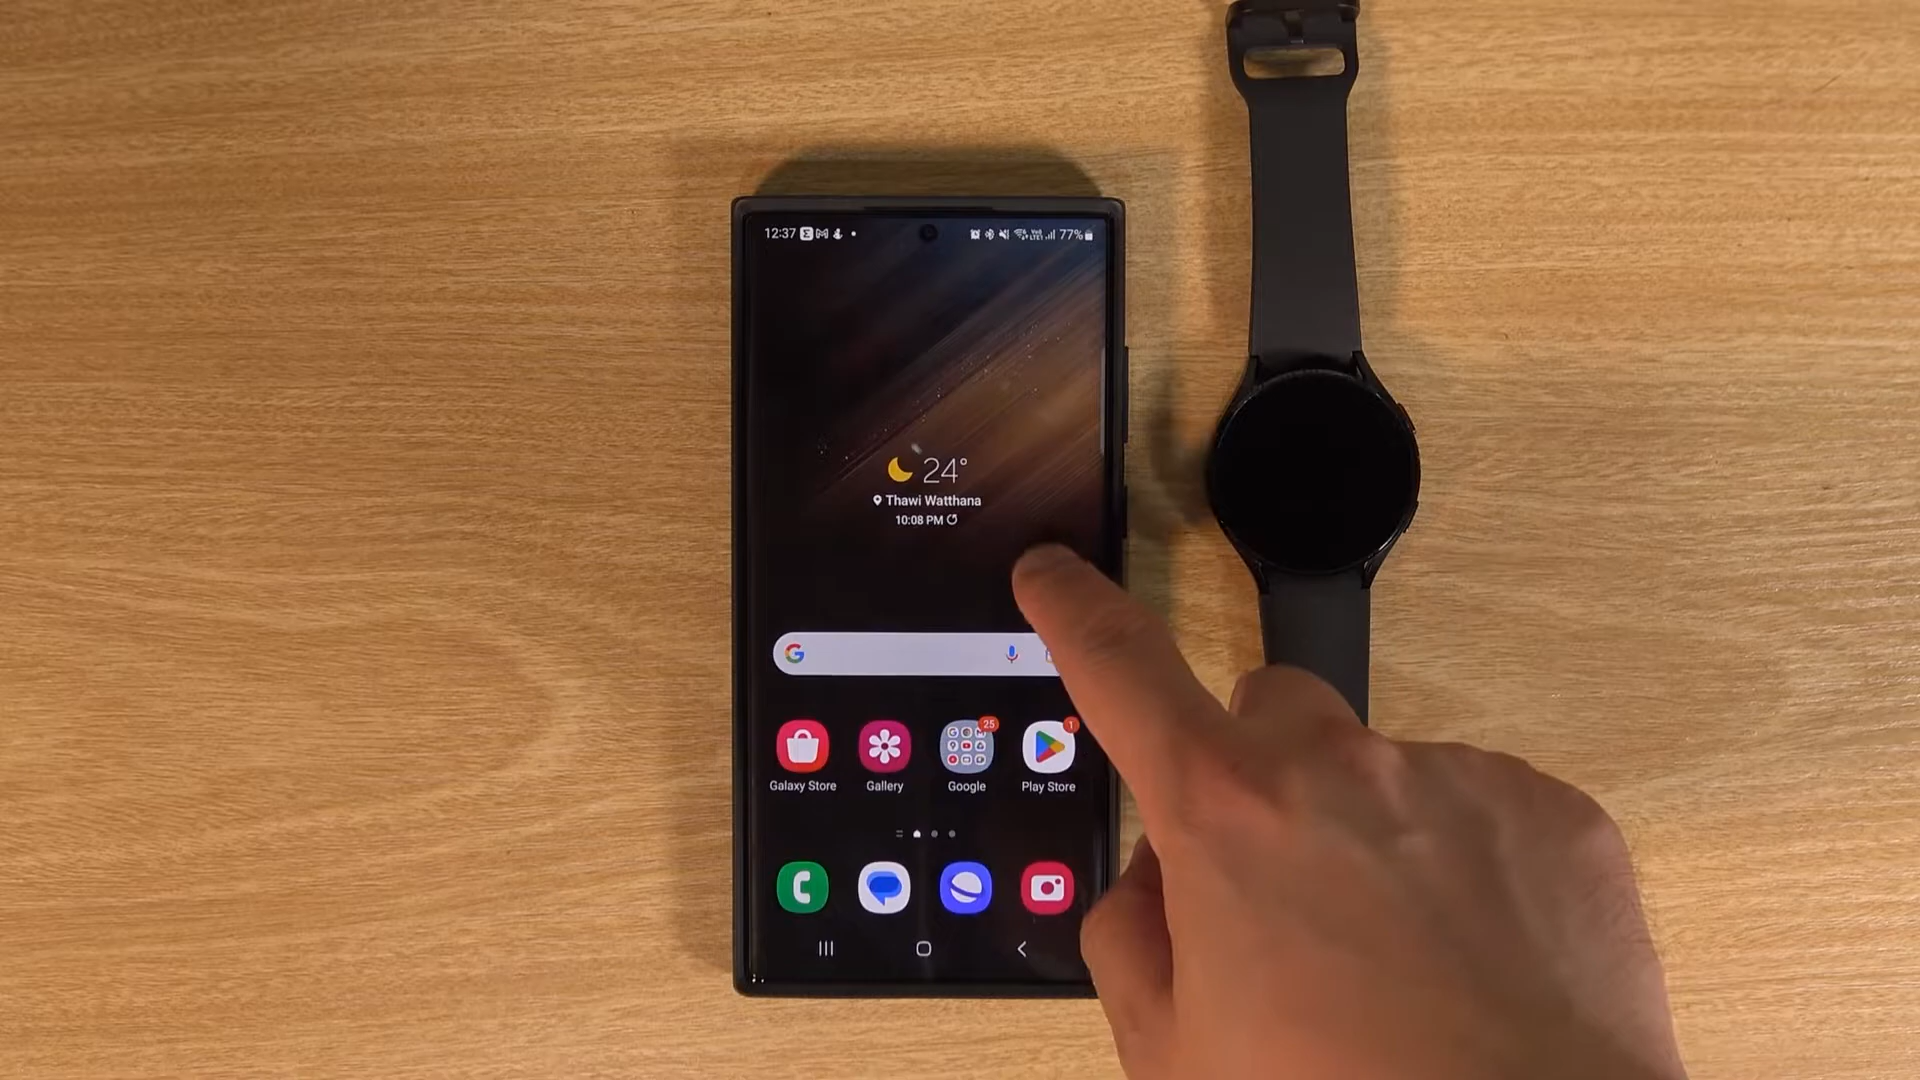 12:37
77%
24°
Thawi Watthana
10:08 PM
25
1
Galaxy Store
Gallery
Google
Play Store